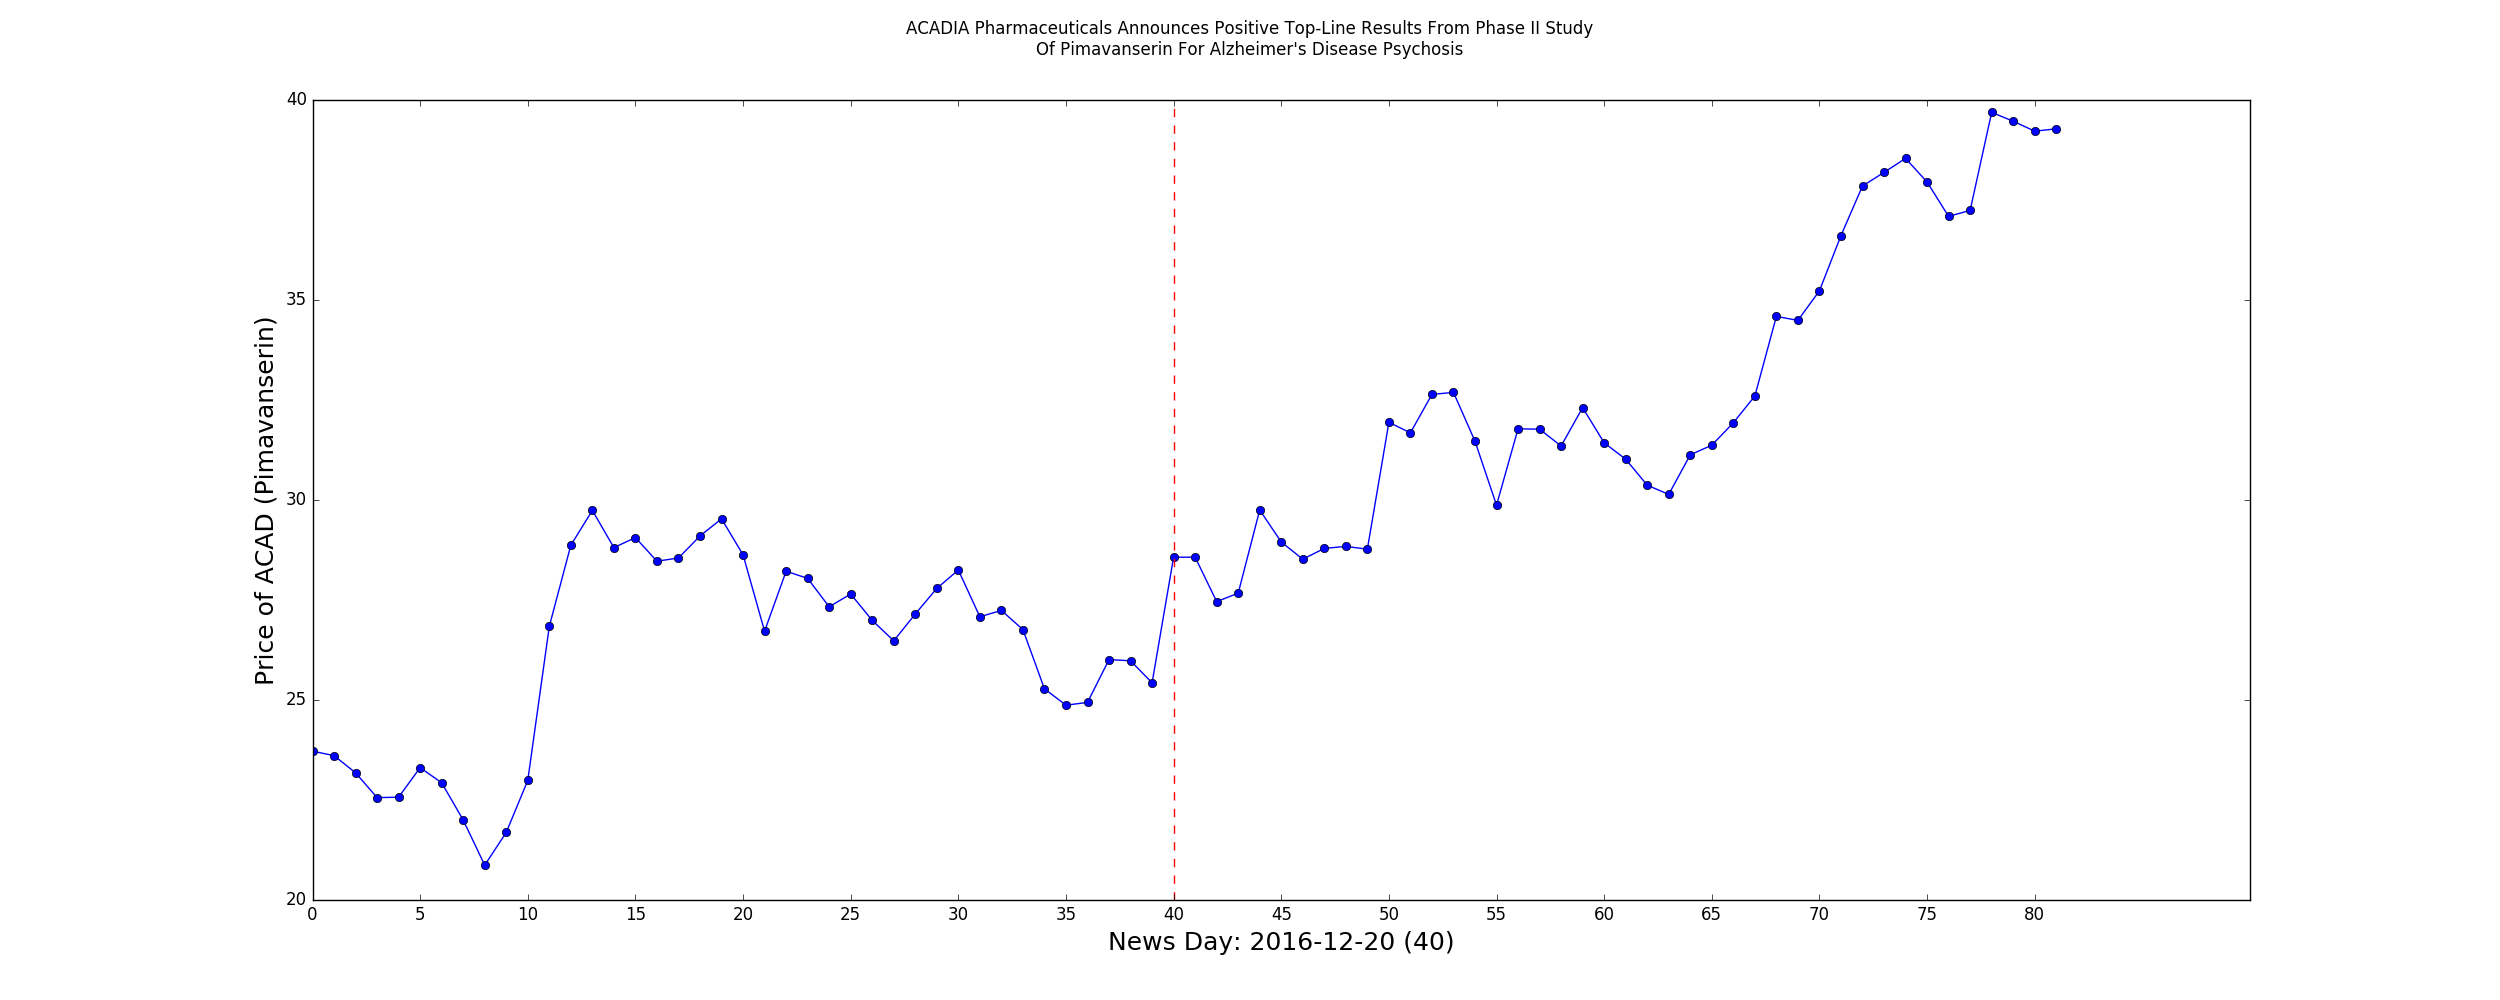 ACADIA Pharmaceuticals Announces Positive Top-Line Results From Phase II Study
Of Pimavanserin For Alzheimer's Disease Psychosis
Price of ACAD (Pimavanserin)
40
35
30
25
20
0 5 10 15 20 25 30 35 40 45 50 55 60 65 70 75 80
News Day: 2016-12-20 (40)